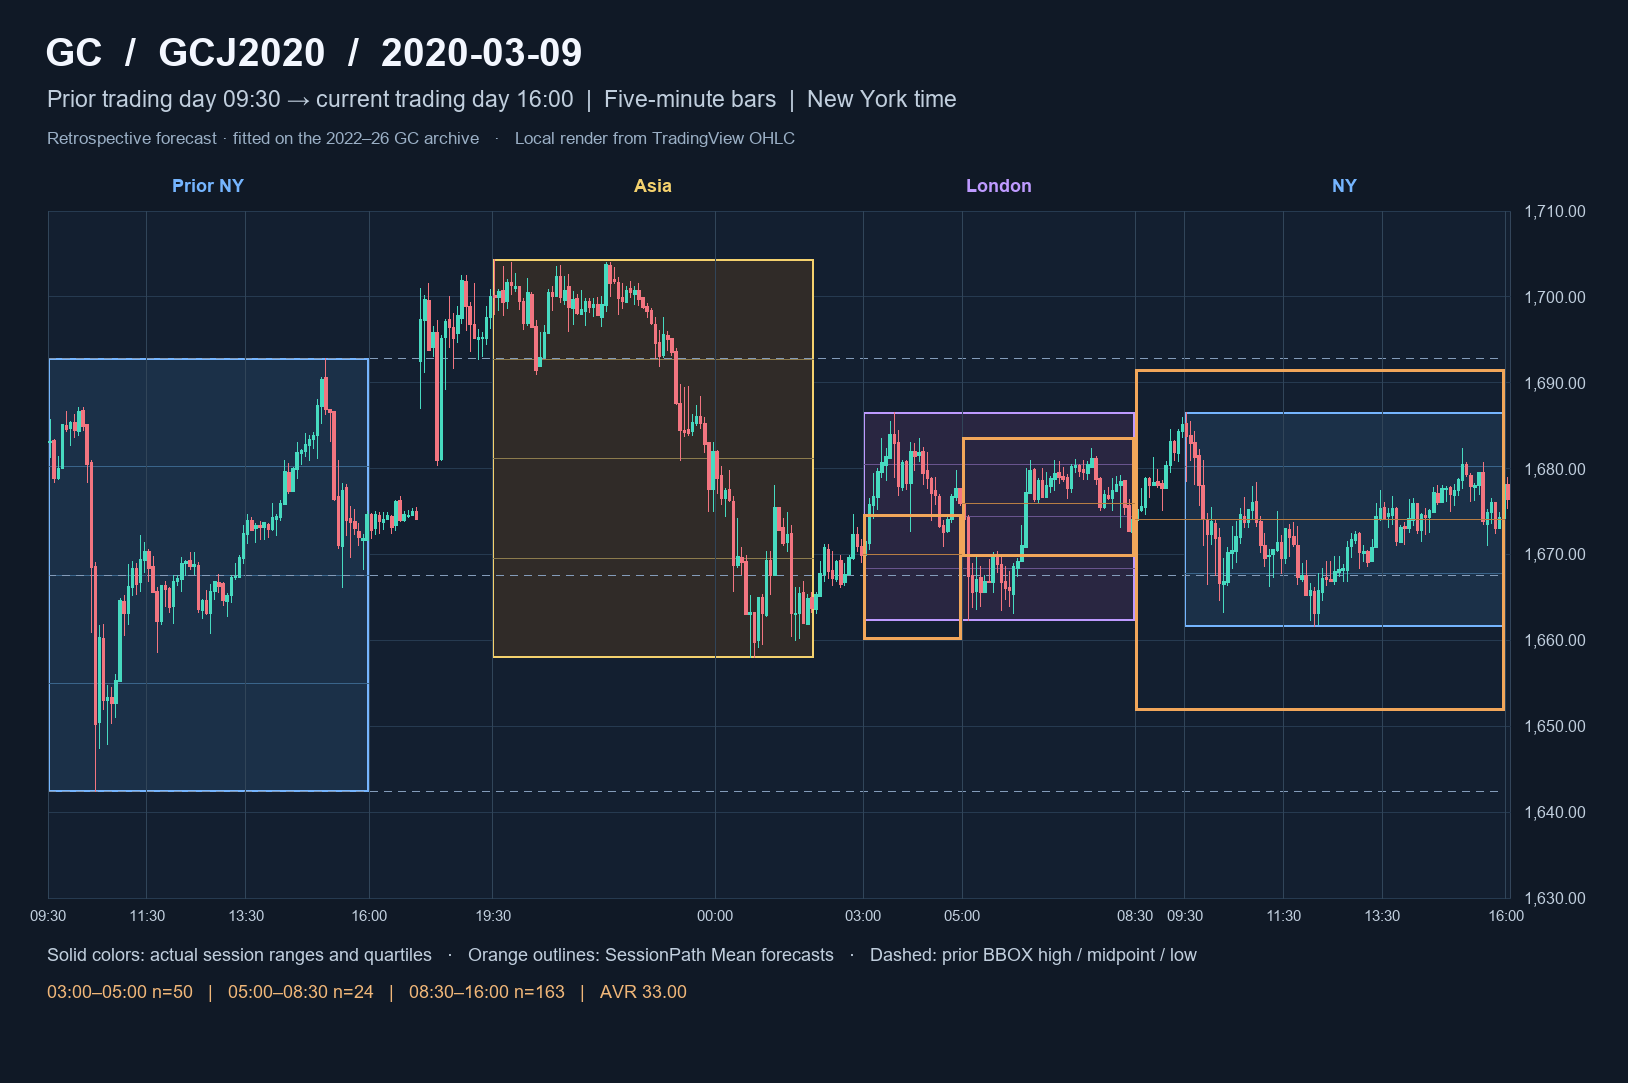 GC / GCJ2020 / 2020-03-09
Prior trading day 09:30 → current trading day 16:00 | Five-minute bars | New York time
Retrospective forecast · fitted on the 2022–26 GC archive · Local render from TradingView OHLC
Prior NY Asia London NY
1,710.00
1,700.00
1,690.00
1,680.00
1,670.00
1,660.00
1,650.00
1,640.00
1,630.00
09:30 11:30 13:30 16:00 19:30 00:00 03:00 05:00 08:30 09:30 11:30 13:30 16:00
Solid colors: actual session ranges and quartiles · Orange outlines: SessionPath Mean forecasts · Dashed: prior BBOX high / midpoint / low
03:00–05:00 n=50 | 05:00–08:30 n=24 | 08:30–16:00 n=163 | AVR 33.00